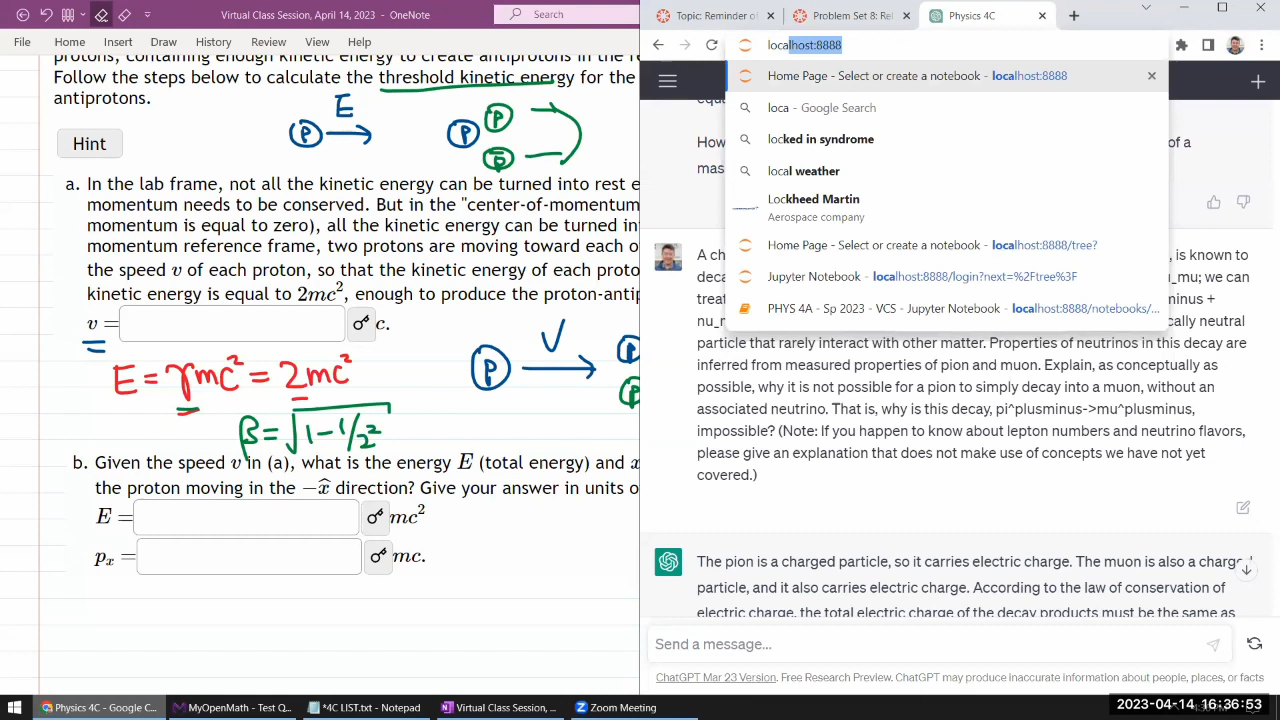 Virtual Class Session, April 14, 2023 - OneNote
Search
File
Home
Insert
Draw
History
Review
View
Help
protons, containing enough kinetic energy to create antiprotons in the re
Follow the steps below to calculate the threshold kinetic energy for the
antiprotons.
E
P
P
P
P̅
Hint
a. In the lab frame, not all the kinetic energy can be turned into rest e
momentum needs to be conserved. But in the "center-of-momentum
momentum is equal to zero), all the kinetic energy can be turned int
momentum reference frame, two protons are moving toward each o
the speed v of each proton, so that the kinetic energy of each proto
kinetic energy is equal to 2mc², enough to produce the proton-antip
v = c.
E = γmc² = 2mc²
V
P
P
P
β = √1-1/2²
b. Given the speed v in (a), what is the energy E (total energy) and x
the proton moving in the −x̂ direction? Give your answer in units o
E = mc²
pₓ = mc.
Topic: Reminder of
Problem Set 8: Rel
Physics 4C
localhost:8888
Home Page - Select or create a notebook - localhost:8888
loca - Google Search
locked in syndrome
local weather
Lockheed Martin
Aerospace company
Home Page - Select or create a notebook - localhost:8888/tree?
Jupyter Notebook - localhost:8888/login?next=%2Ftree%3F
PHYS 4A - Sp 2023 - VCS - Jupyter Notebook - localhost:8888/notebooks/...
How
of a
mas
A ch
, is known to
deca
u_mu; we can
treat
minus +
nu_m
ically neutral
particle that rarely interact with other matter. Properties of neutrinos in this decay are
inferred from measured properties of pion and muon. Explain, as conceptually as
possible, why it is not possible for a pion to simply decay into a muon, without an
associated neutrino. That is, why is this decay, pi^plusminus->mu^plusminus,
impossible? (Note: If you happen to know about lepton numbers and neutrino flavors,
please give an explanation that does not make use of concepts we have not yet
covered.)
The pion is a charged particle, so it carries electric charge. The muon is also a charged
particle, and it also carries electric charge. According to the law of conservation of
electric charge, the total electric charge of the decay products must be the same as
Send a message...
ChatGPT Mar 23 Version. Free Research Preview. ChatGPT may produce inaccurate information about people, places, or facts
Physics 4C - Google C...
MyOpenMath - Test Q...
*4C LIST.txt - Notepad
Virtual Class Session, ...
Zoom Meeting
2023-04-14 16:36:53